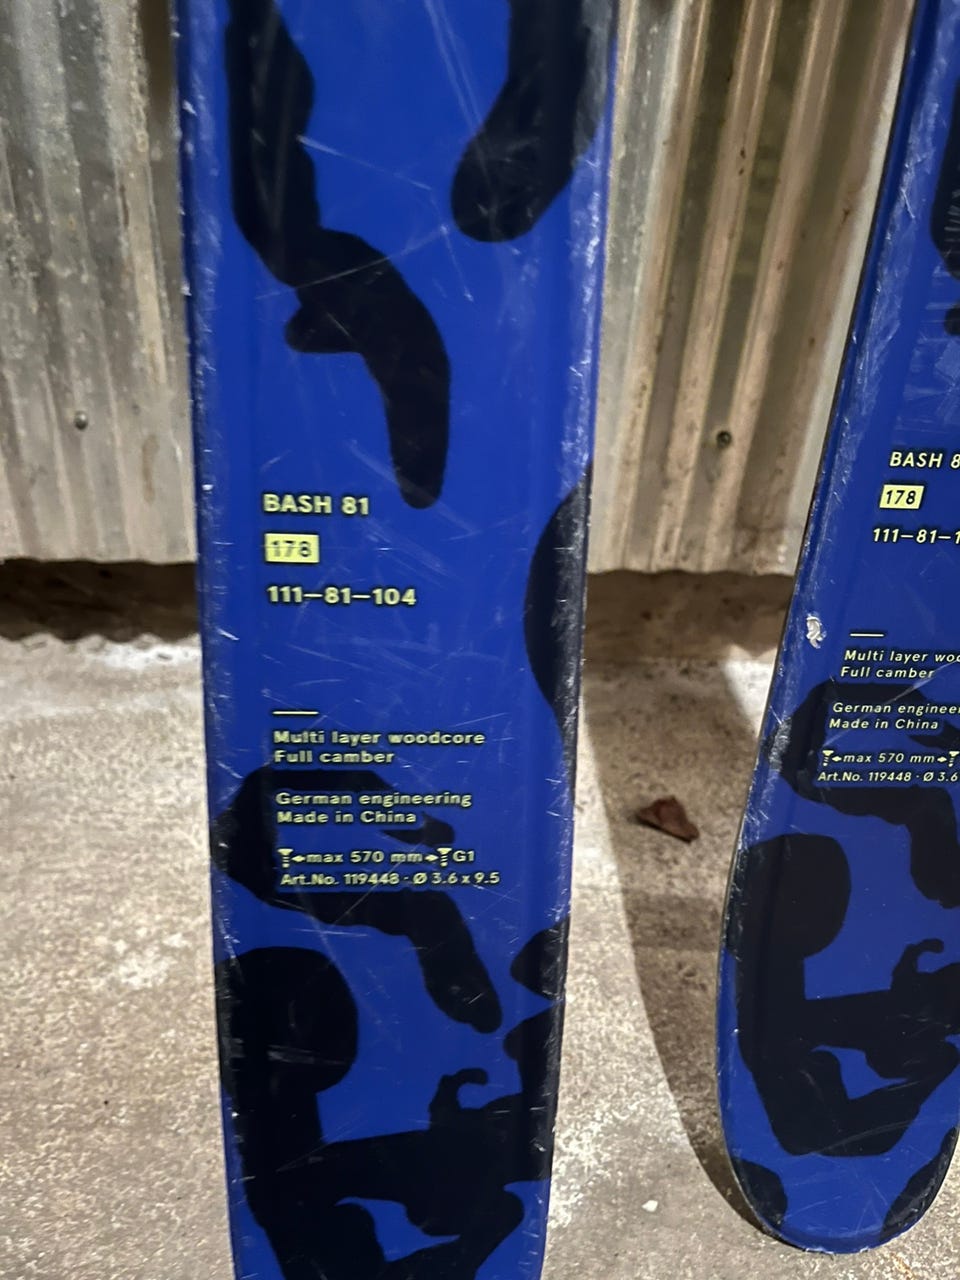 BASH 81
178
111–81–104
Multi layer woodcore
Full camber
German engineering
Made in China
max 570 mm G1
Art.No. 119448 · Ø 3.6 x 9.5
BASH 8
178
111–81–1
Multi layer woo
Full camber
German engineer
Made in China
max 570 mm
Art.No. 119448 · Ø 3.6